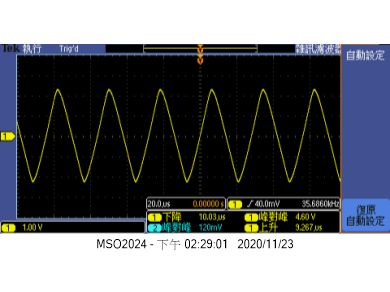 Tek 執行 Trig'd 雜訊濾波器
自動設定
1
20.0μs 0.00000 s 1 / 40.0mV 35.6860kHz
1 下降 10.03μs 1 峰對峰 4.60 V
2 峰對峰 120mV 1 上升 9.267μs
1 1.00 V
復原
自動設定
MSO2024 - 下午 02:29:01 2020/11/23